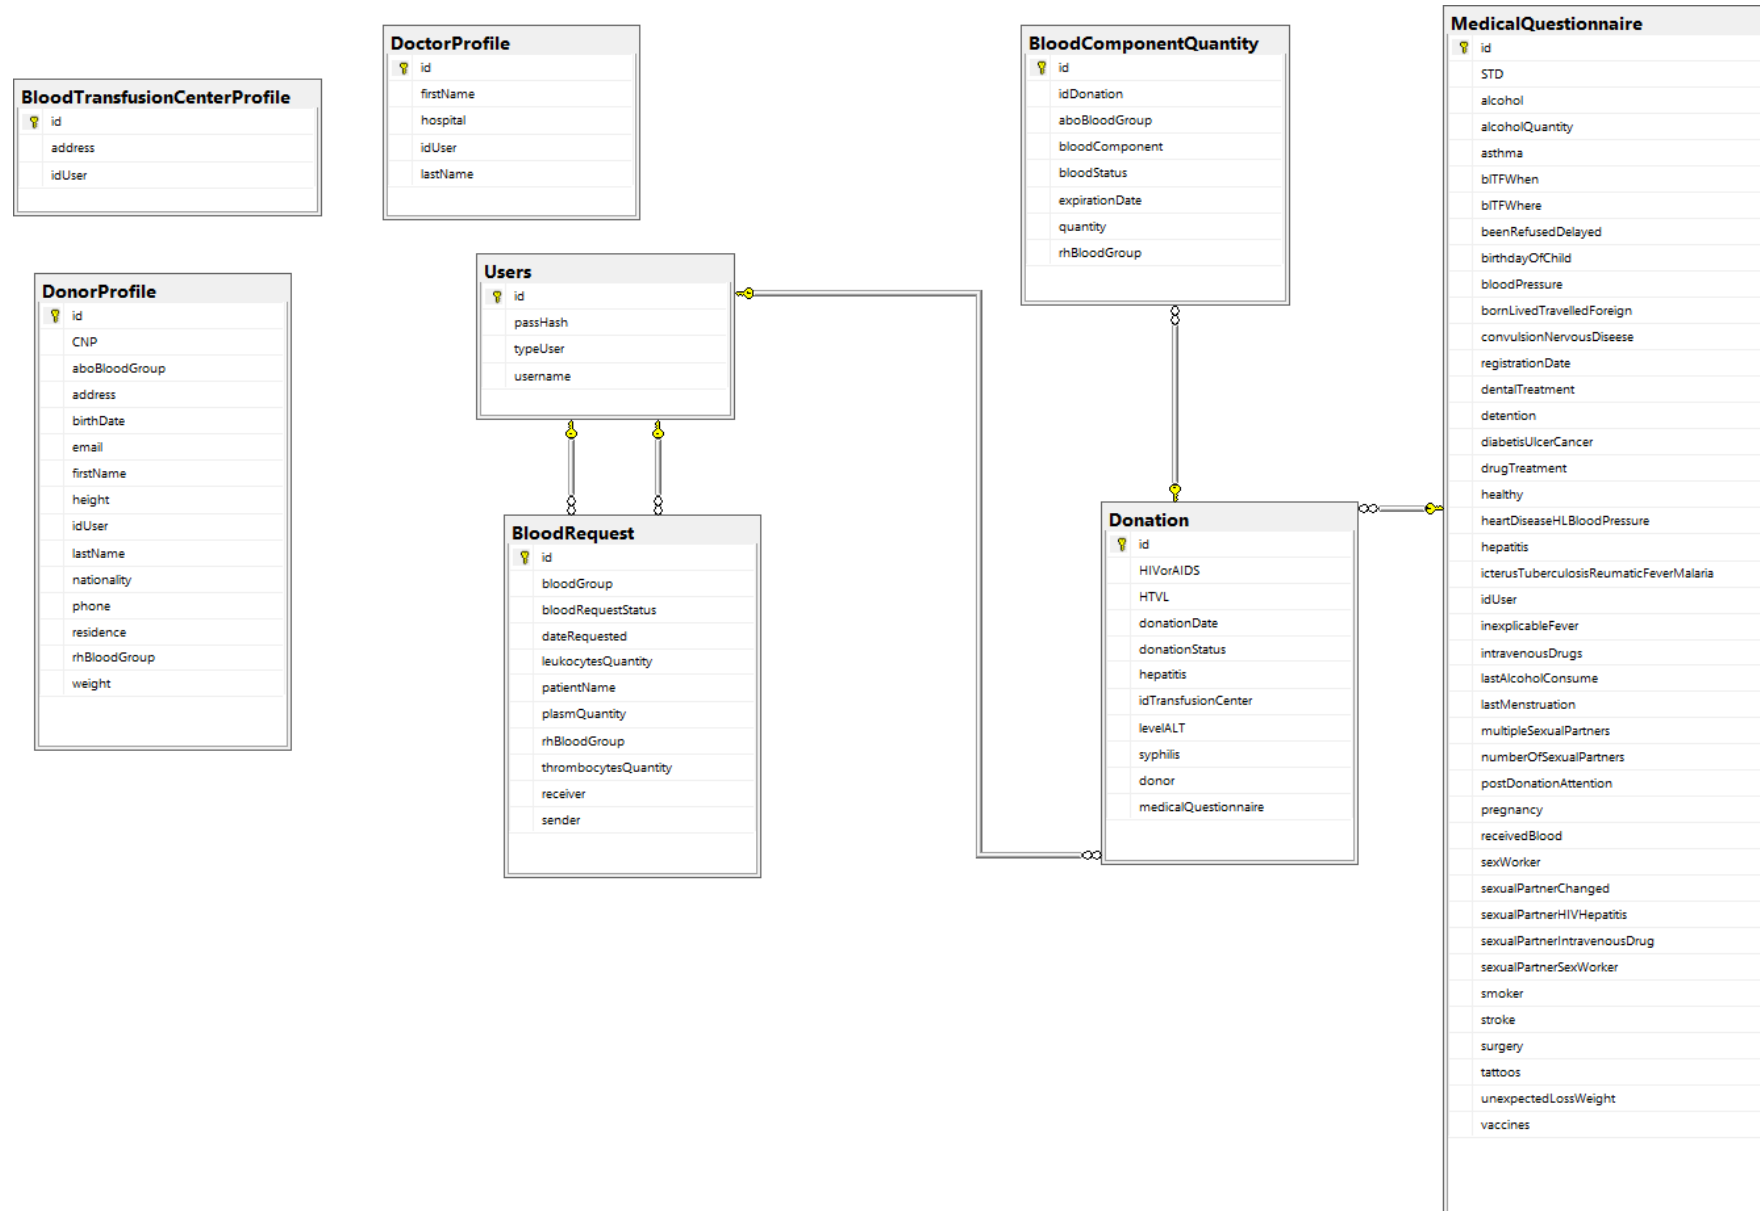 BloodTransfusionCenterProfile
id
address
idUser
DoctorProfile
id
firstName
hospital
idUser
lastName
DonorProfile
id
CNP
aboBloodGroup
address
birthDate
email
firstName
height
idUser
lastName
nationality
phone
residence
rhBloodGroup
weight
Users
id
passHash
typeUser
username
BloodRequest
id
bloodGroup
bloodRequestStatus
dateRequested
leukocytesQuantity
patientName
plasmQuantity
rhBloodGroup
thrombocytesQuantity
receiver
sender
BloodComponentQuantity
id
idDonation
aboBloodGroup
bloodComponent
bloodStatus
expirationDate
quantity
rhBloodGroup
Donation
id
HIVorAIDS
HTVL
donationDate
donationStatus
hepatitis
idTransfusionCenter
levelALT
syphilis
donor
medicalQuestionnaire
MedicalQuestionnaire
id
STD
alcohol
alcoholQuantity
asthma
blTFWhen
blTFWhere
beenRefusedDelayed
birthdayOfChild
bloodPressure
bornLivedTravelledForeign
convulsionNervousDiseese
registrationDate
dentalTreatment
detention
diabetisUlcerCancer
drugTreatment
healthy
heartDiseaseHLBloodPressure
hepatitis
icterusTuberculosisReumaticFeverMalaria
idUser
inexplicableFever
intravenousDrugs
lastAlcoholConsume
lastMenstruation
multipleSexualPartners
numberOfSexualPartners
postDonationAttention
pregnancy
receivedBlood
sexWorker
sexualPartnerChanged
sexualPartnerHIVHepatitis
sexualPartnerIntravenousDrug
sexualPartnerSexWorker
smoker
stroke
surgery
tattoos
unexpectedLossWeight
vaccines